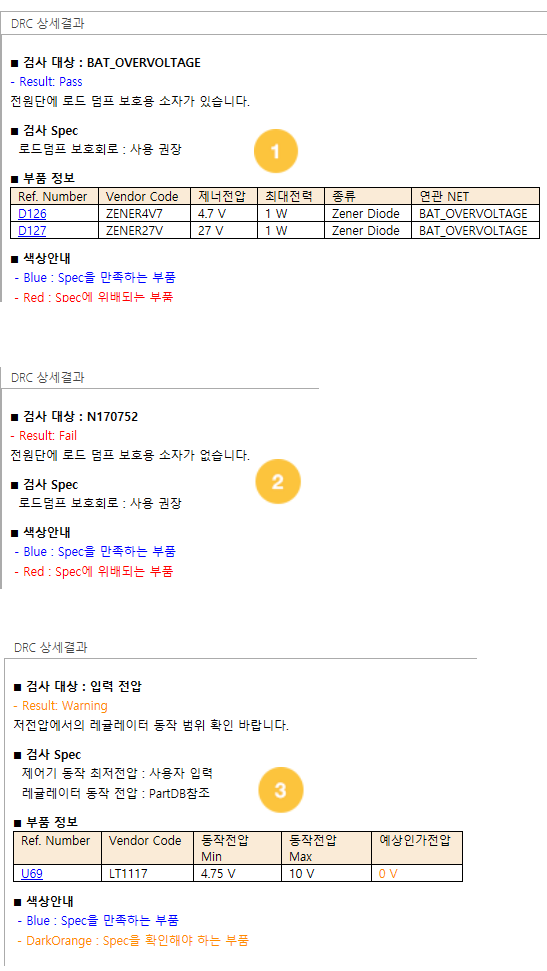 DRC 상세결과
■ 검사 대상 : BAT_OVERVOLTAGE
- Result: Pass
전원단에 로드 덤프 보호용 소자가 있습니다.
■ 검사 Spec
로드덤프 보호회로 : 사용 권장
1
■ 부품 정보
Ref. Number Vendor Code 제너전압 최대전력 종류 연관 NET
D126 ZENER4V7 4.7 V 1 W Zener Diode BAT_OVERVOLTAGE
D127 ZENER27V 27 V 1 W Zener Diode BAT_OVERVOLTAGE
■ 색상안내
- Blue : Spec을 만족하는 부품
- Red : Spec에 위배되는 부품
DRC 상세결과
■ 검사 대상 : N170752
- Result: Fail
전원단에 로드 덤프 보호용 소자가 없습니다.
■ 검사 Spec
2
로드덤프 보호회로 : 사용 권장
■ 색상안내
- Blue : Spec을 만족하는 부품
- Red : Spec에 위배되는 부품
DRC 상세결과
■ 검사 대상 : 입력 전압
- Result: Warning
저전압에서의 레귤레이터 동작 범위 확인 바랍니다.
■ 검사 Spec
제어기 동작 최저전압 : 사용자 입력
레귤레이터 동작 전압 : PartDB참조
3
■ 부품 정보
Ref. Number Vendor Code 동작전압 Min 동작전압 Max 예상인가전압
U69 LT1117 4.75 V 10 V 0 V
■ 색상안내
- Blue : Spec을 만족하는 부품
- DarkOrange : Spec을 확인해야 하는 부품